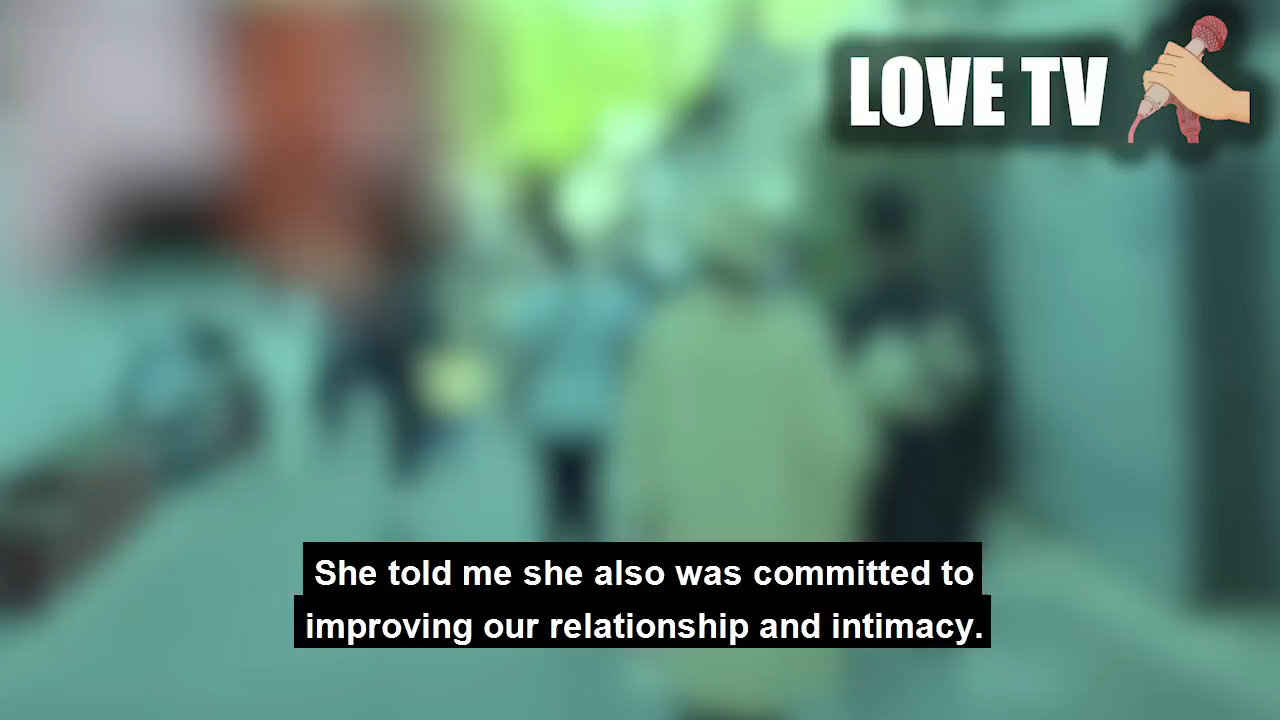 LOVE TV
She told me she also was committed to
improving our relationship and intimacy.